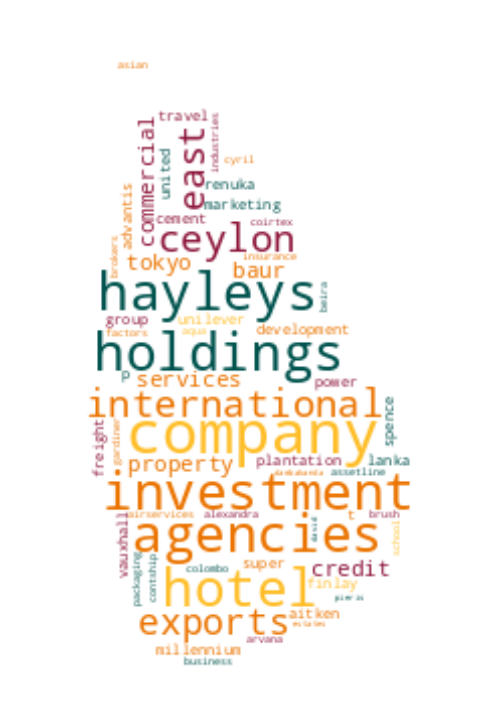 asian
travel
commercial
east
industries
united
cyril
renuka
advantis
marketing
cement
coirtex
ceylon
brokers
insurance
tokyo
baur
hayleys
beira
group
unilever
factors
aqua
development
holdings
p
services
power
international
spence
company
freight
gardiner
property
plantation
lanka
assetline
investment
vauxhall
airservices
alexandra
david
t
brush
school
agencies
packaging
contship
colombo
super
credit
hotel
finlay
pieris
exports
aitken
estates
arvana
millennium
business